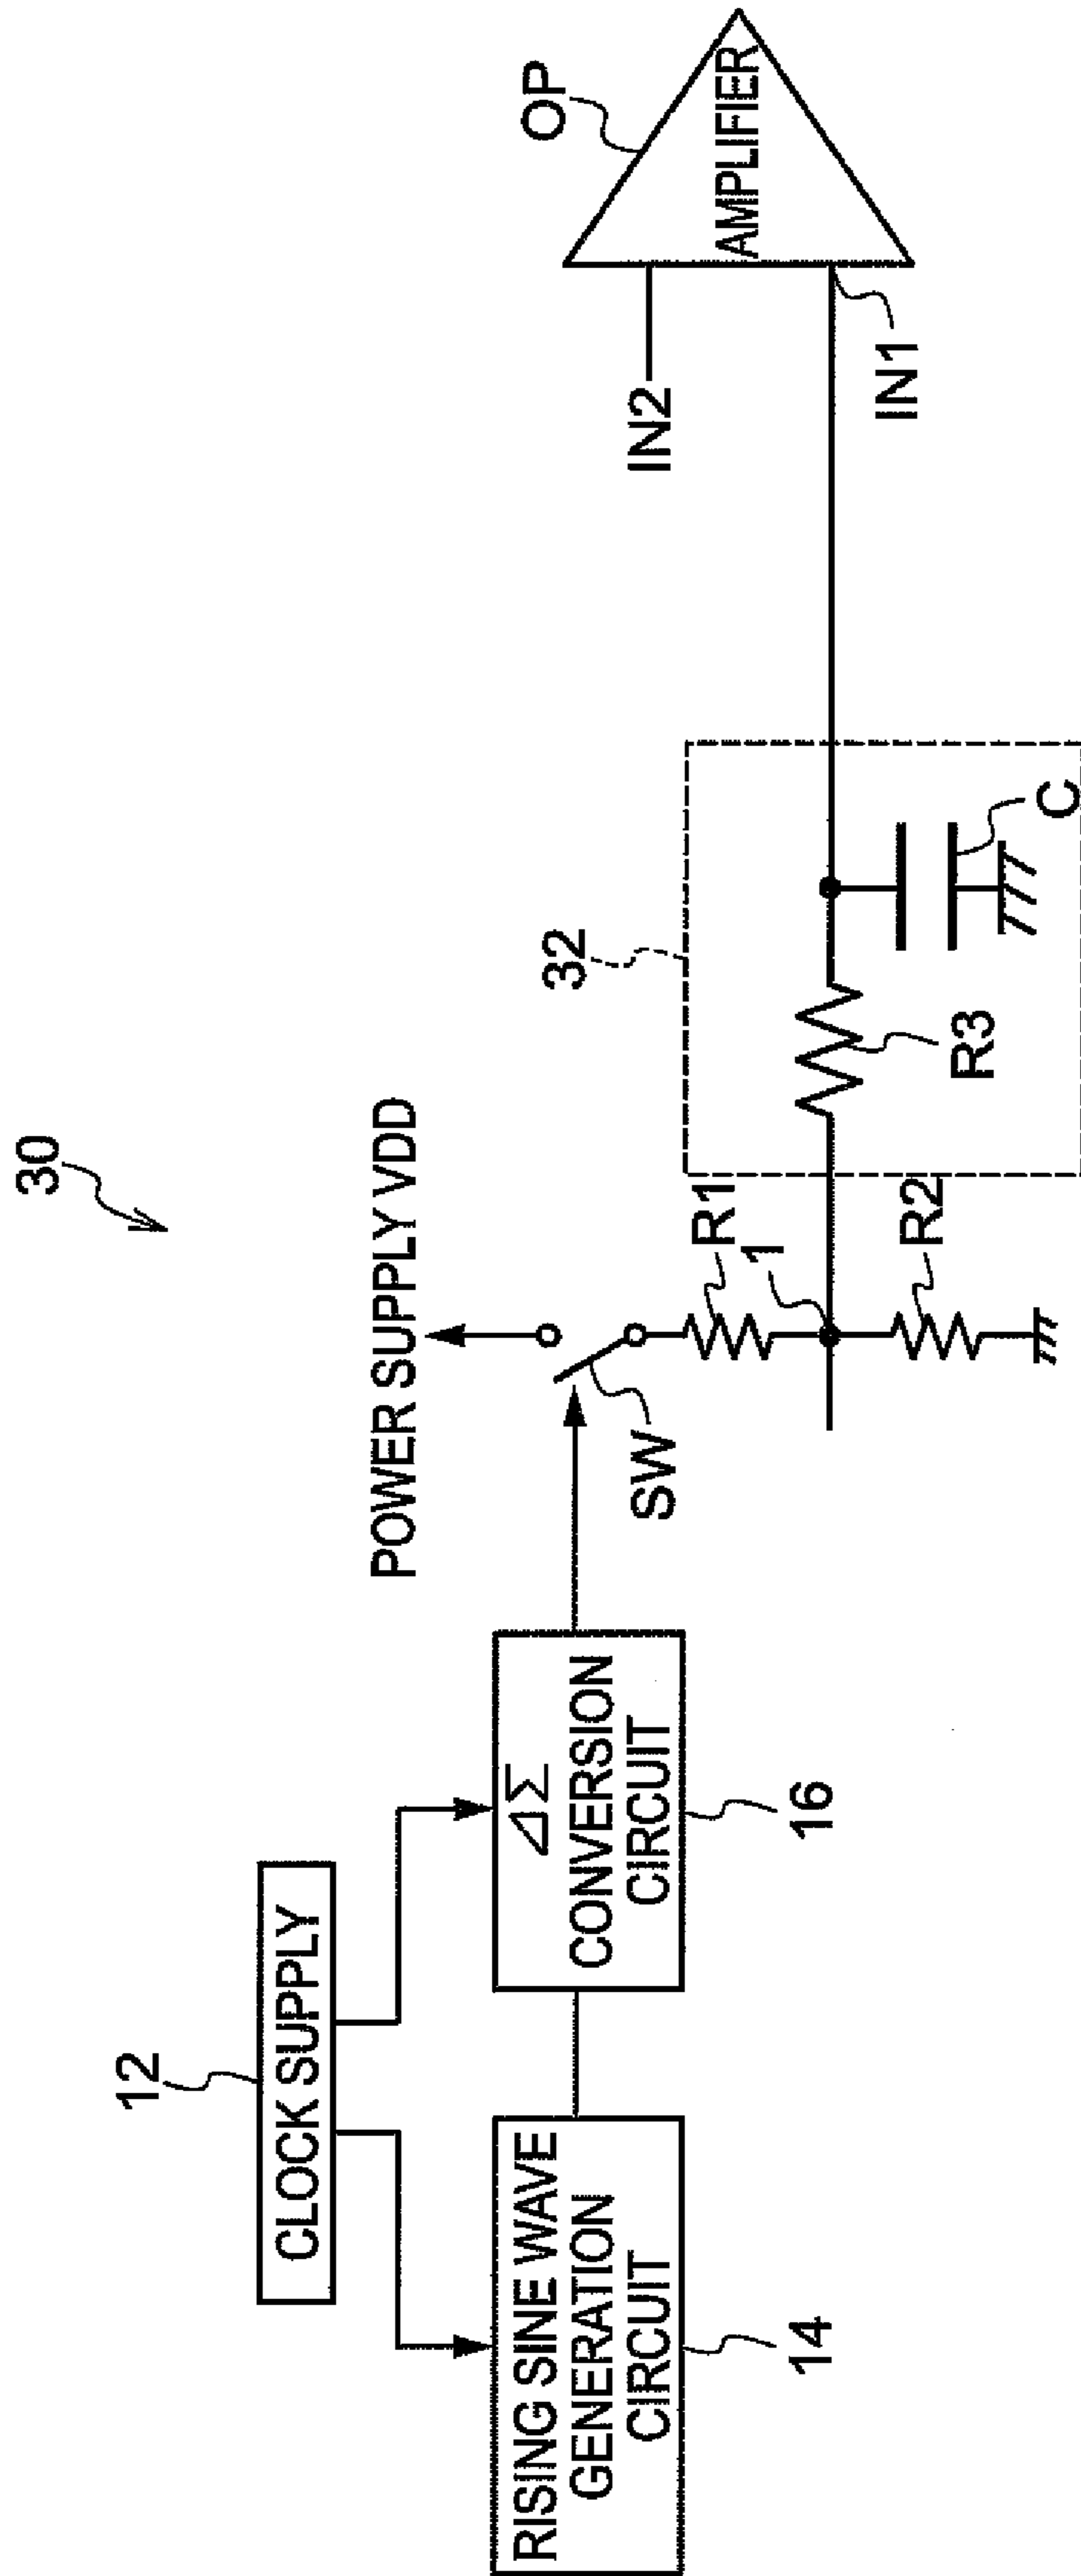 30
12
CLOCK SUPPLY
RISING SINE WAVE
GENERATION
CIRCUIT
14
ΔΣ
CONVERSION
CIRCUIT
16
POWER SUPPLY VDD
SW
R1
1
R2
32
R3
C
IN2
IN1
OP
AMPLIFIER